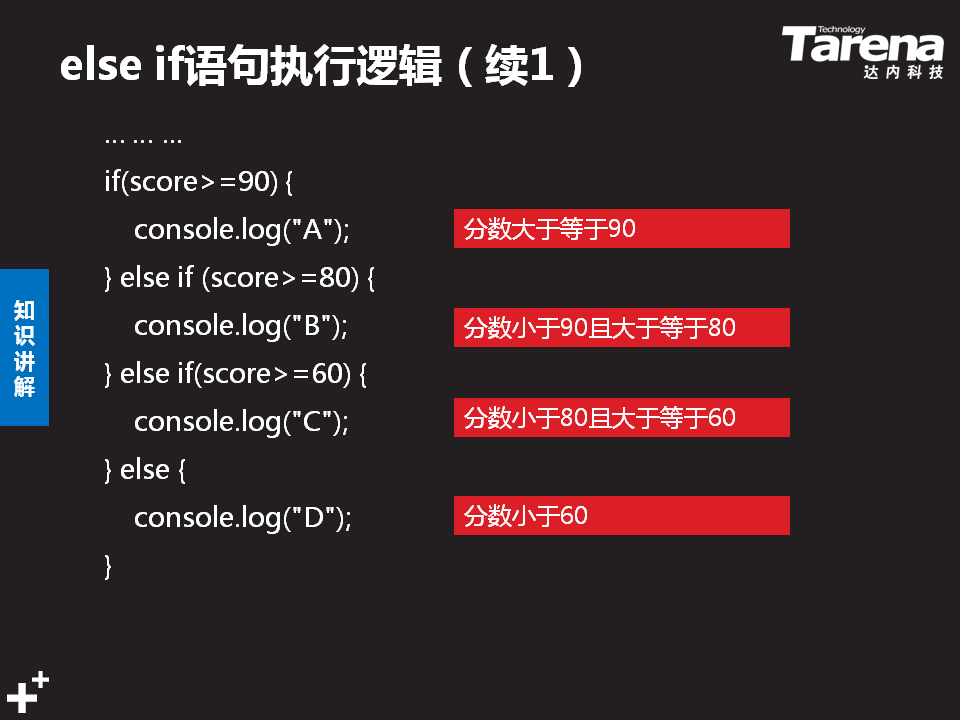 else if语句执行逻辑（续1）
Technology
Tarena
达内科技
... ... ...
if(score>=90) {
console.log("A");
分数大于等于90
} else if (score>=80) {
console.log("B");
分数小于90且大于等于80
} else if(score>=60) {
console.log("C");
分数小于80且大于等于60
} else {
console.log("D");
分数小于60
}
知识讲解